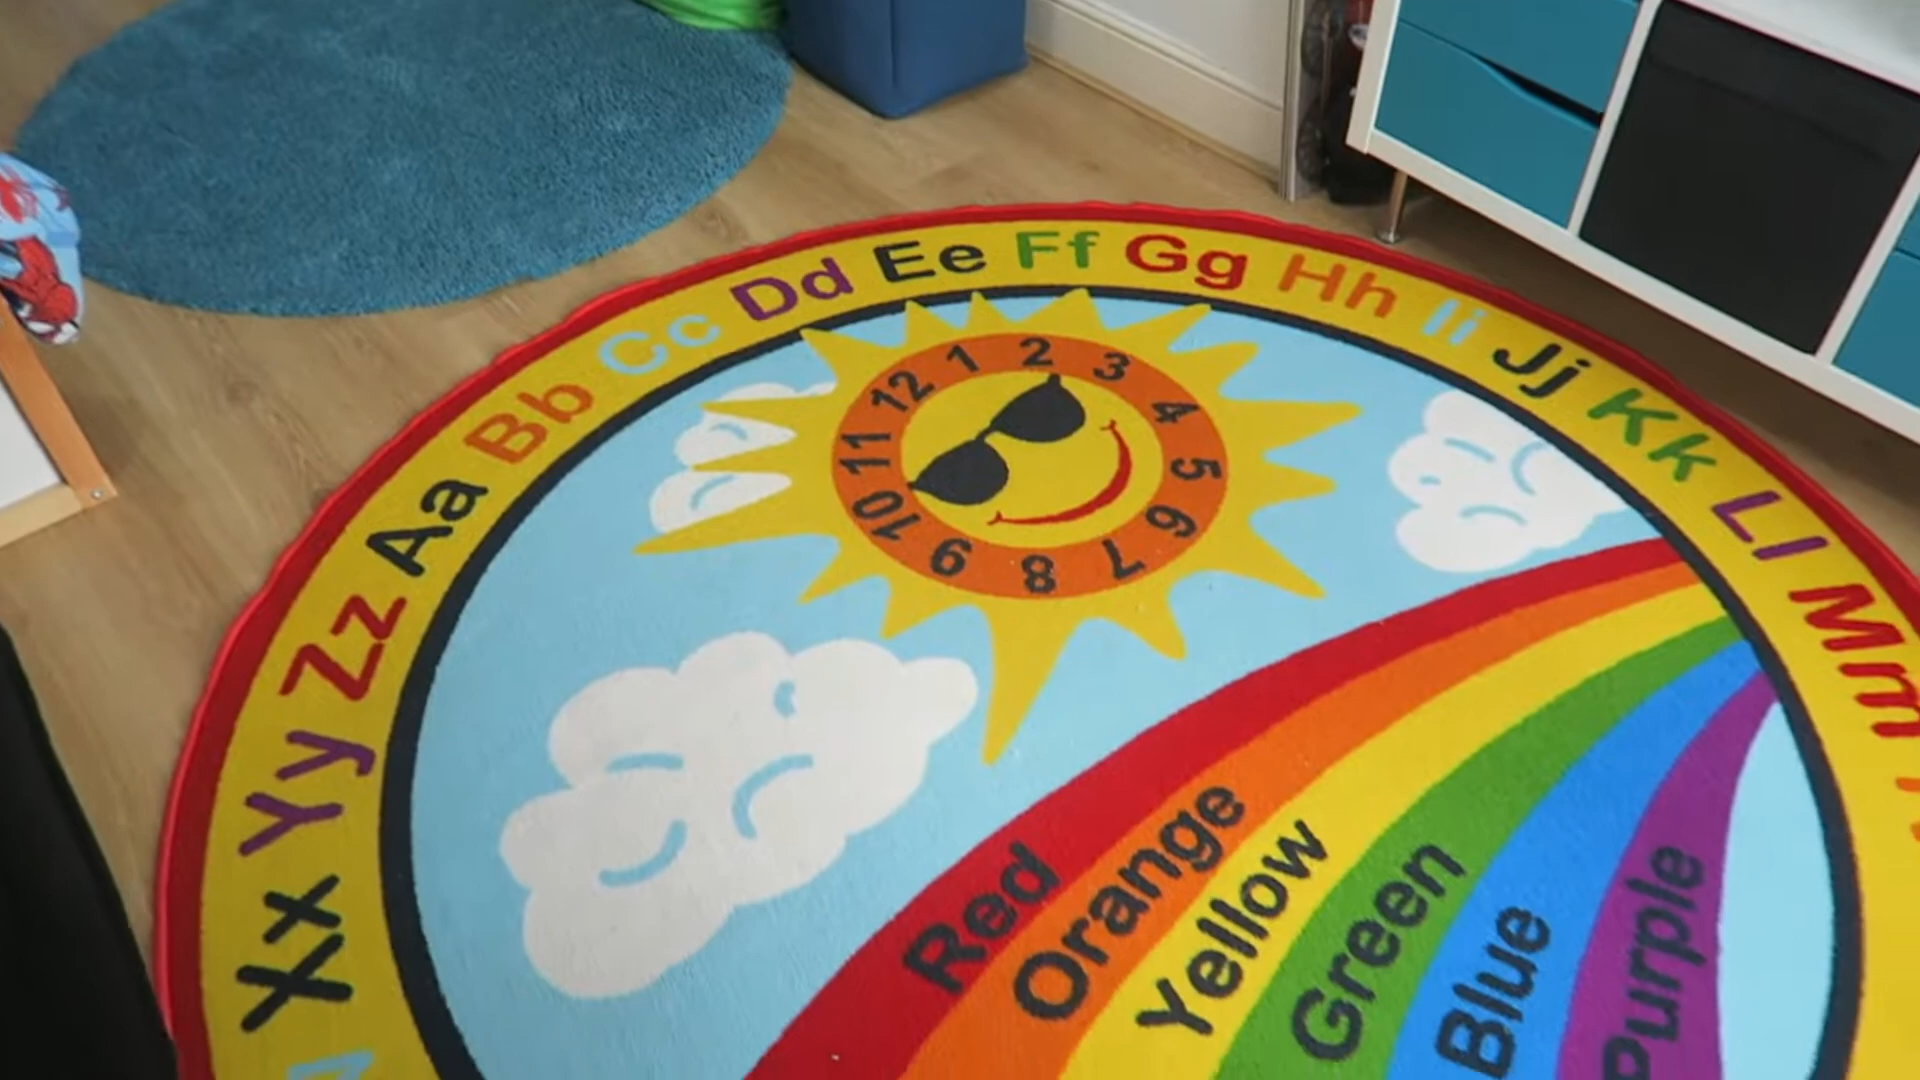 Aa Bb Cc Dd Ee Ff Gg Hh Ii Jj Kk Ll Mm
Xx Yy Zz
1 2 3 4 5 6 7 8 9 10 11 12
Red
Orange
Yellow
Green
Blue
Purple